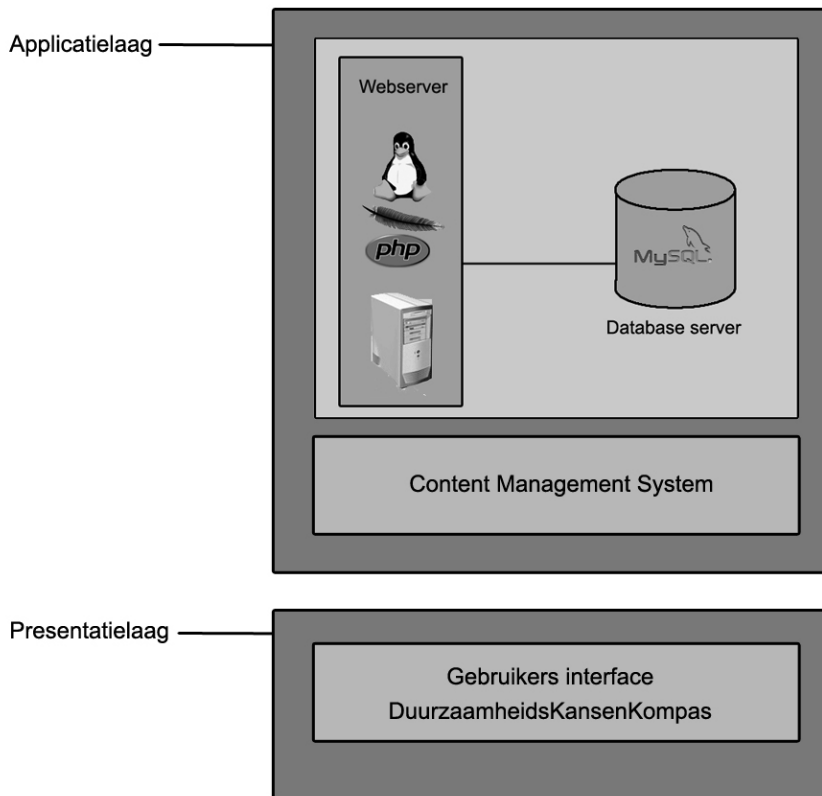 Applicatielaag
Webserver
php
MySQL
Database server
Content Management System
Presentatielaag
Gebruikers interface
DuurzaamheidsKansenKompas